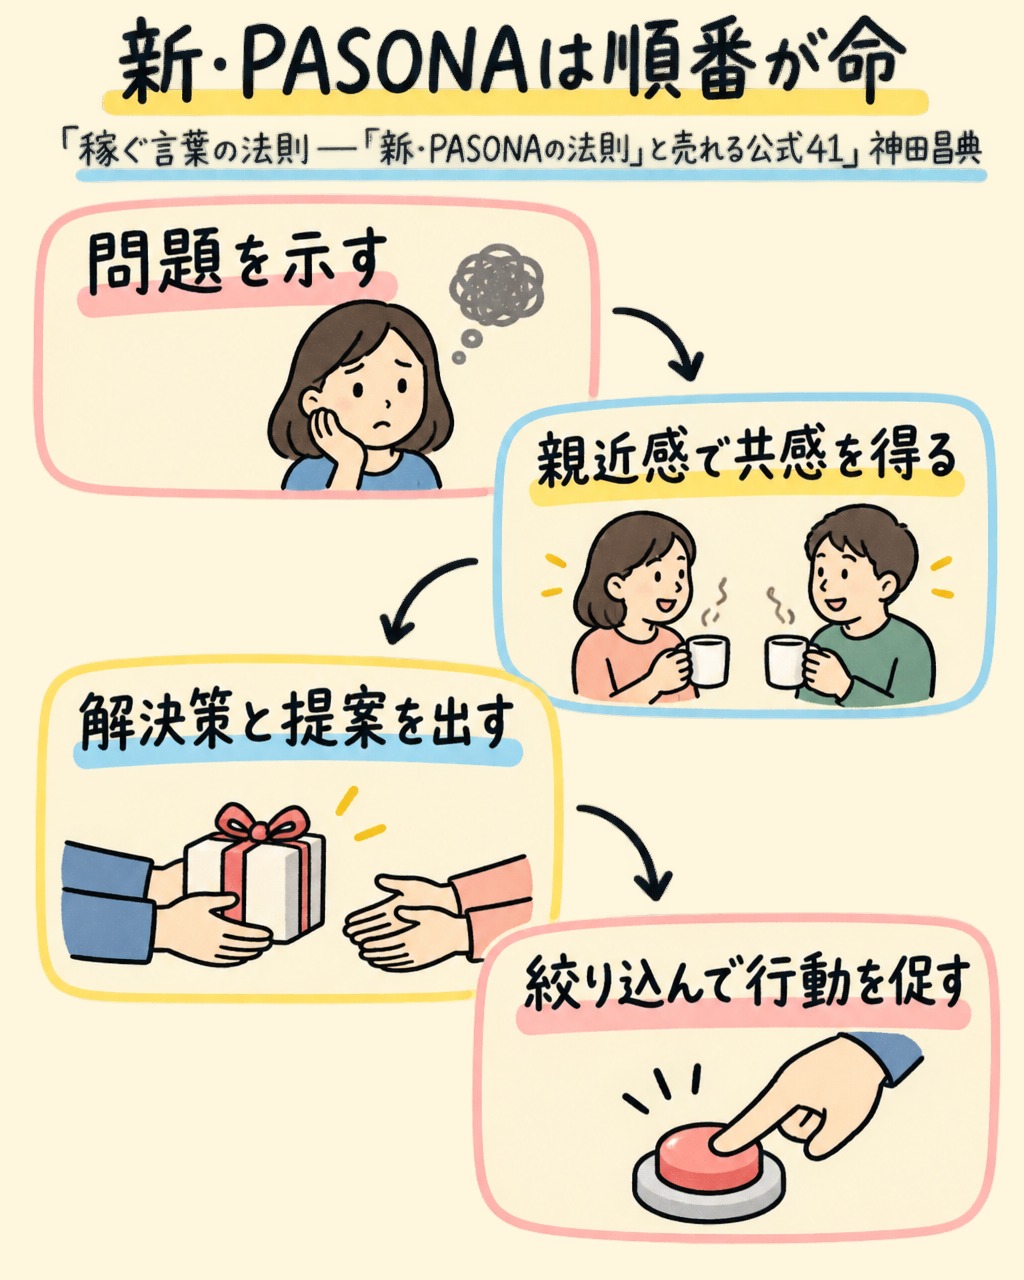 新・PASONAは順番が命
「稼ぐ言葉の法則 ―「新・PASONAの法則」と売れる公式41」 神田昌典
問題を示す
親近感で共感を得る
解決策と提案を出す
絞り込んで行動を促す